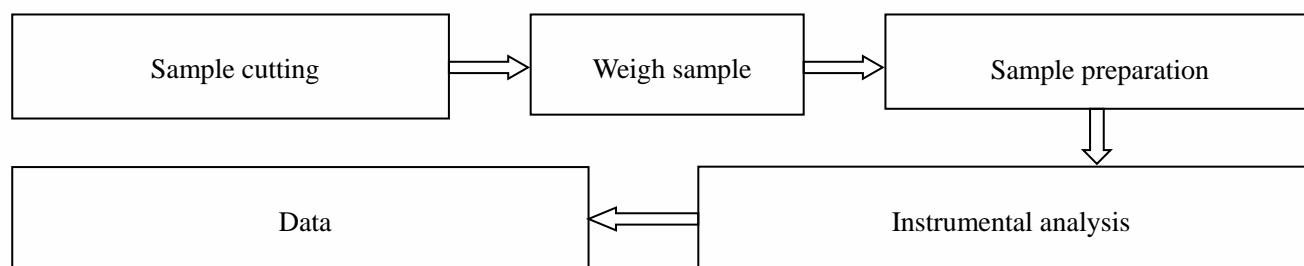 Sample cutting
Weigh sample
Sample preparation
Instrumental analysis
Data